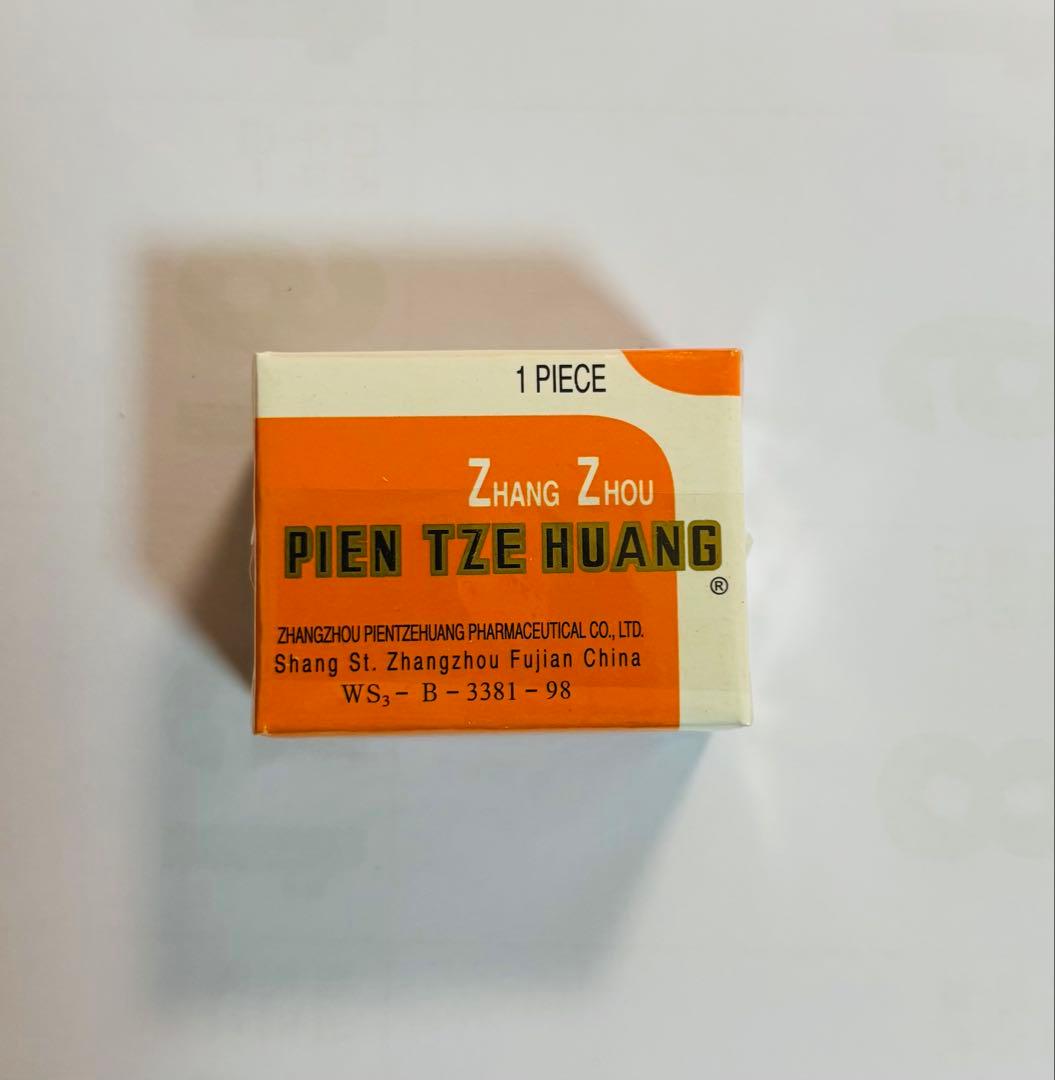 1 PIECE
ZHANG ZHOU
PIEN TZE HUANG
®
ZHANGZHOU PIENTZEHUANG PHARMACEUTICAL CO., LTD.
Shang St. Zhangzhou Fujian China
WS₃ – B – 3381 – 98